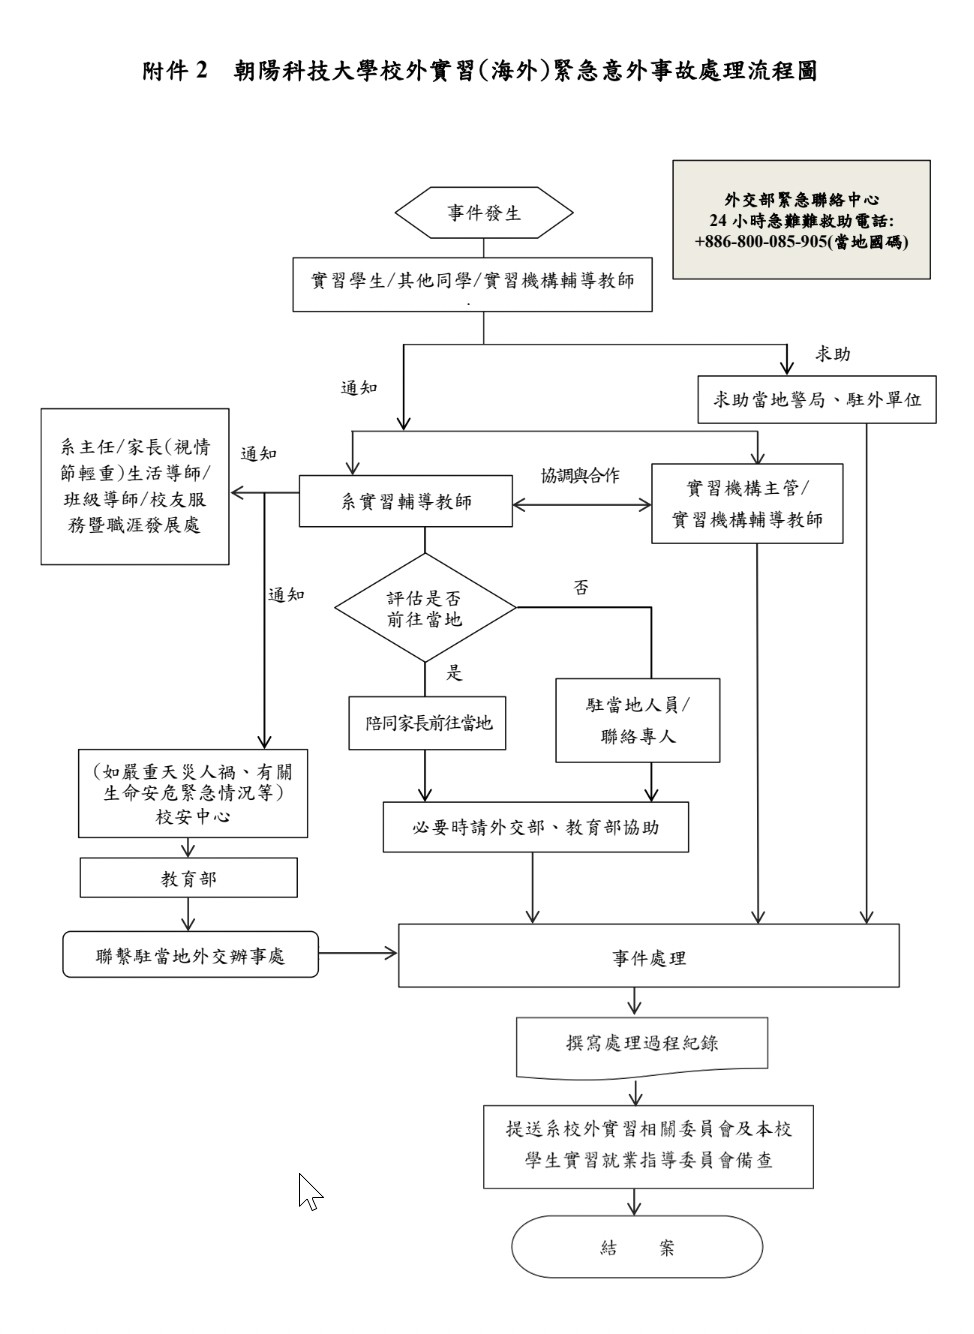 附件 2 朝陽科技大學校外實習(海外)緊急意外事故處理流程圖
外交部緊急聯絡中心
24 小時急難難救助電話:
+886-800-085-905(當地國碼)
事件發生
實習學生/其他同學/實習機構輔導教師
.
求助
通知
求助當地警局、駐外單位
系主任/家長(視情
節輕重)生活導師/
班級導師/校友服
務暨職涯發展處
通知
系實習輔導教師
協調與合作
實習機構主管/
實習機構輔導教師
通知
評估是否
前往當地
否
是
陪同家長前往當地
駐當地人員/
聯絡專人
(如嚴重天災人禍、有關
生命安危緊急情況等)
校安中心
必要時請外交部、教育部協助
教育部
聯繫駐當地外交辦事處
事件處理
撰寫處理過程紀錄
提送系校外實習相關委員會及本校
學生實習就業指導委員會備查
結 案